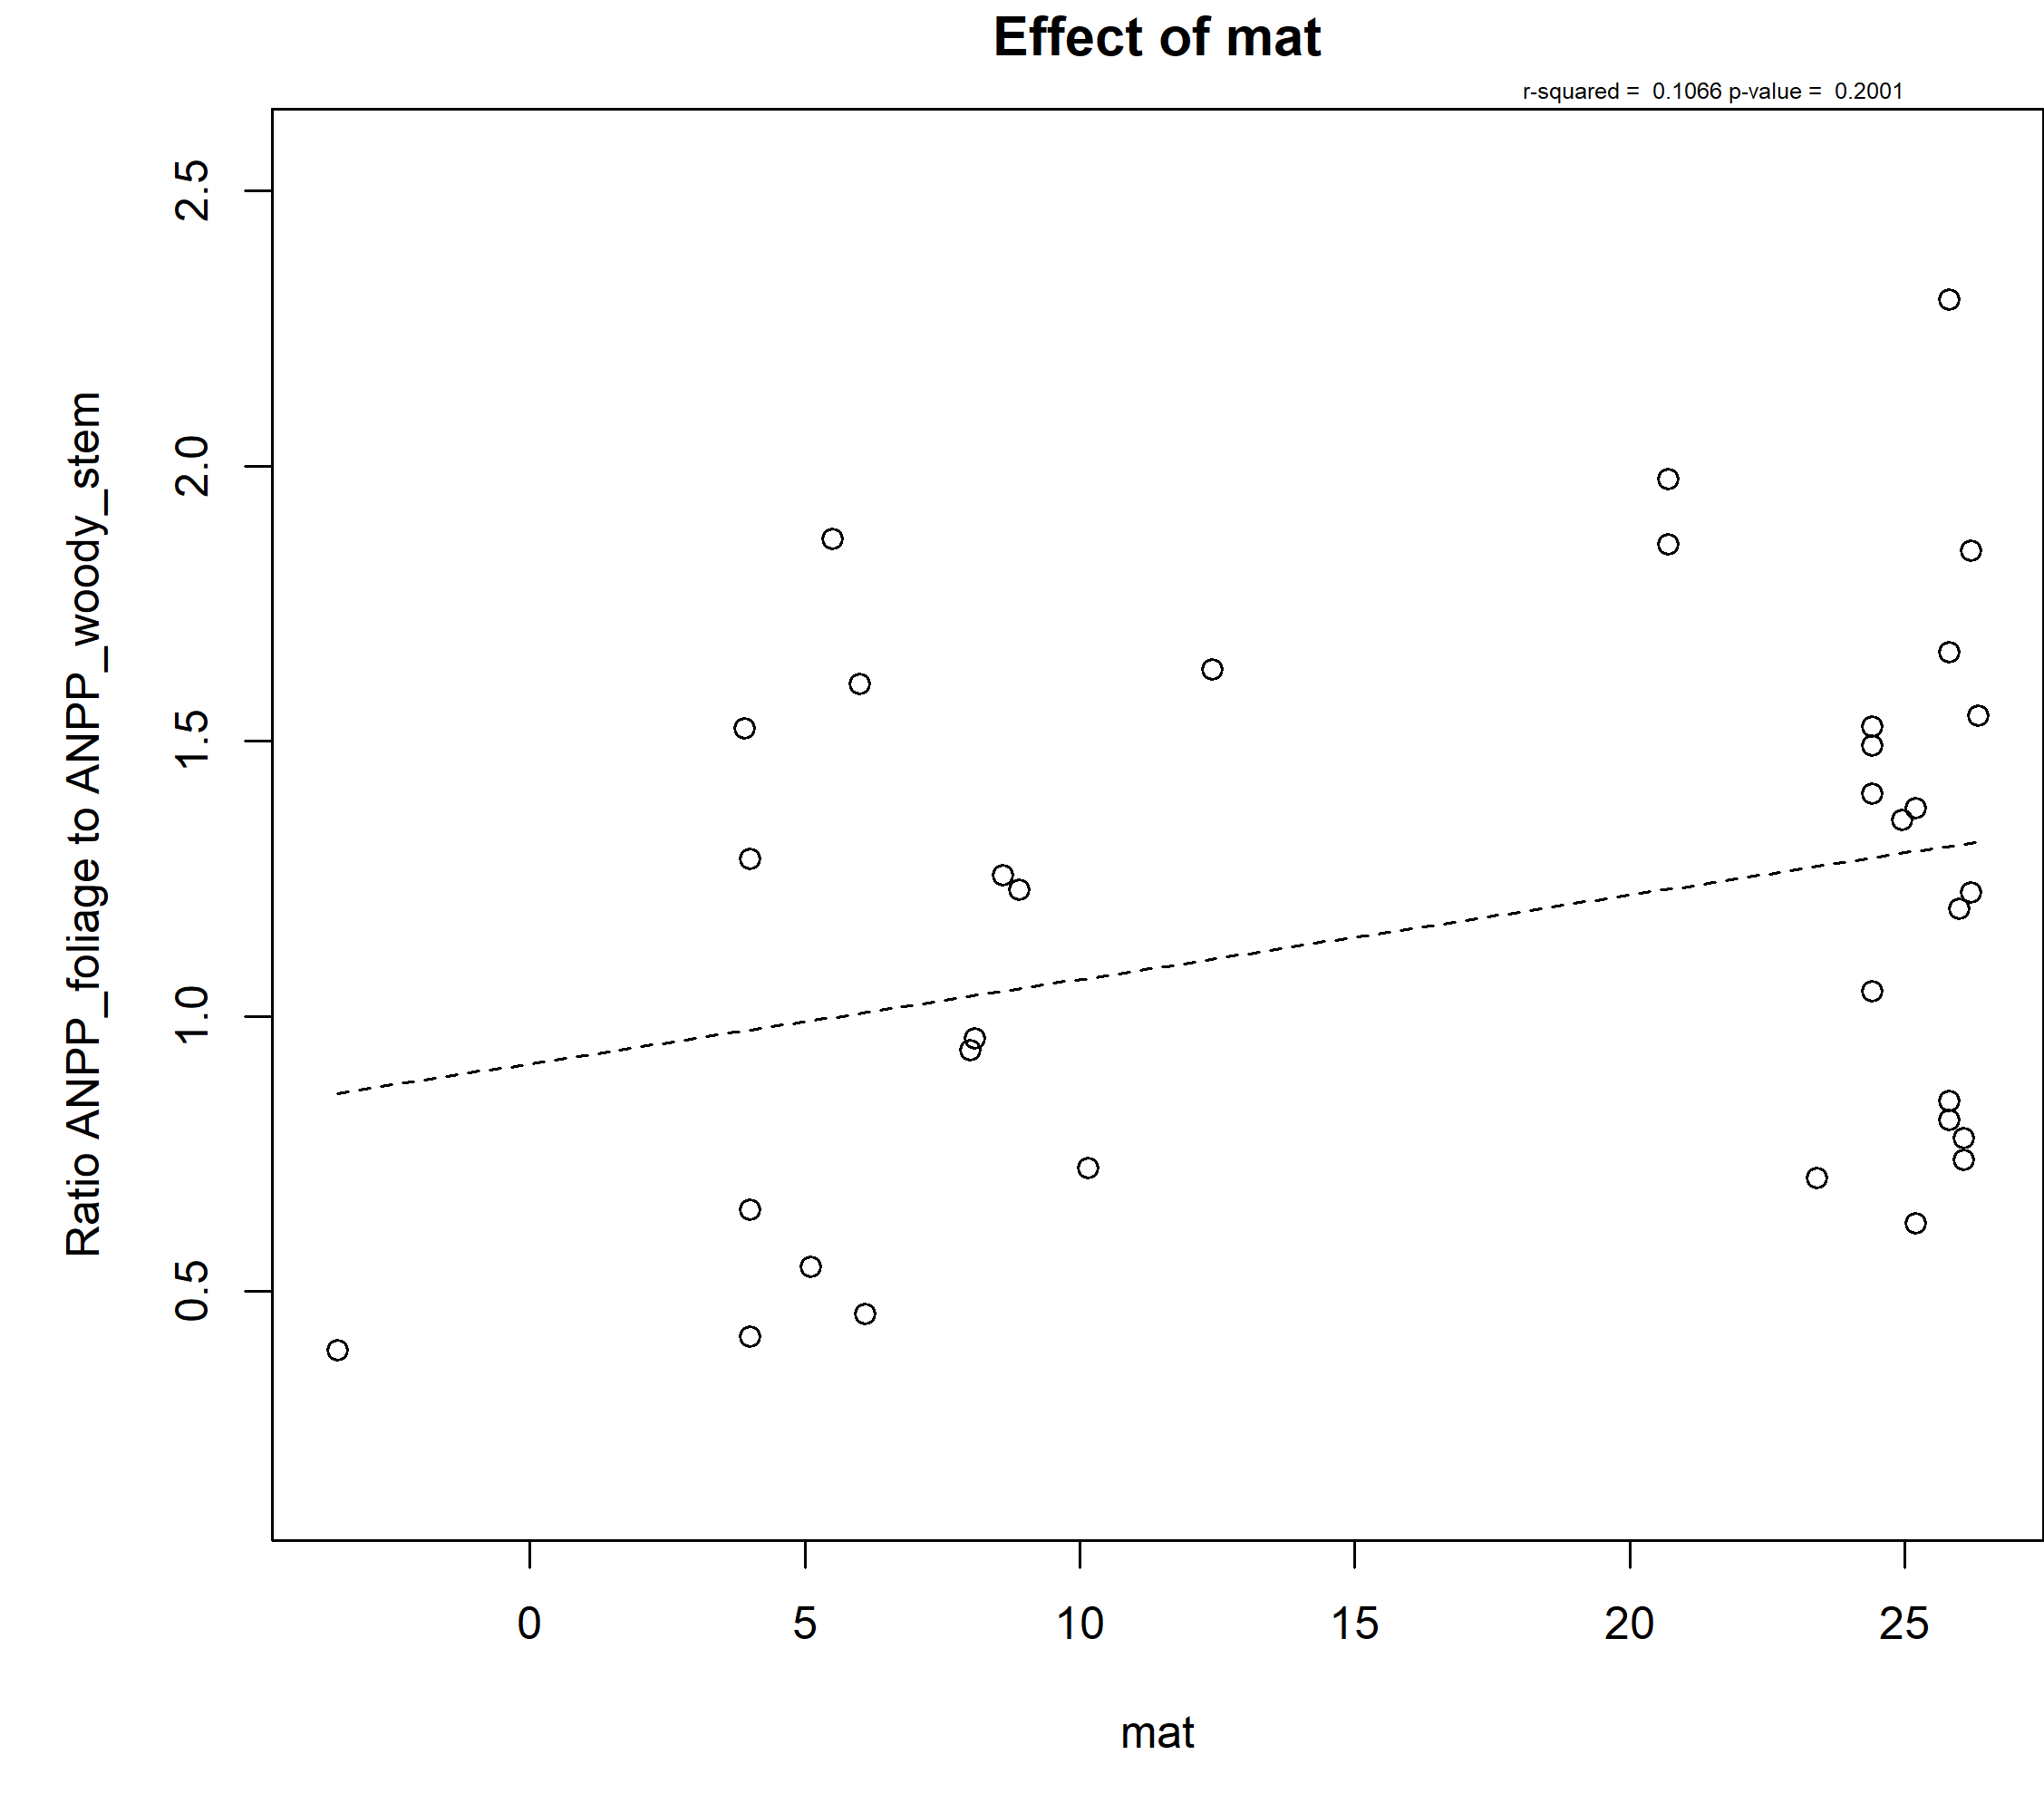 Effect of mat
r-squared = 0.1066 p-value = 0.2001
Ratio ANPP_foliage to ANPP_woody_stem
2.5
2.0
1.5
1.0
0.5
0 5 10 15 20 25
mat